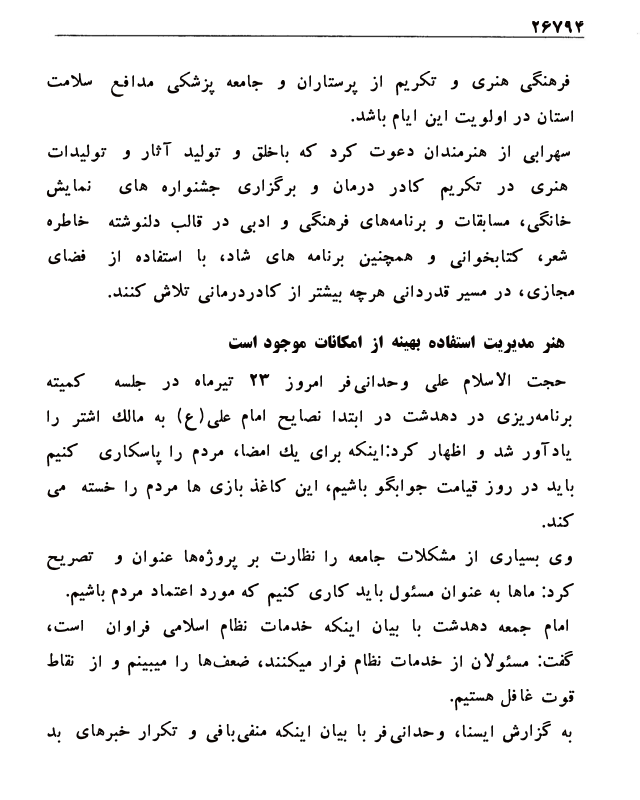 ۲۶۷۹۴
فرهنگی هنری و تکریم از پرستاران و جامعه پزشکی مدافع سلامت
استان در اولویت این ایام باشد.
سهرابی از هنرمندان دعوت کرد که باخلق و تولید آثار و تولیدات
هنری در تکریم کادر درمان و برگزاری جشنواره های نمایش
خانگی، مسابقات و برنامه‌های فرهنگی و ادبی در قالب دلنوشته خاطره
شعر، کتابخوانی و همچنین برنامه های شاد، با استفاده از فضای
مجازی، در مسیر قدردانی هرچه بیشتر از کادردرمانی تلاش کنند.
هنر مدیریت استفاده بهینه از امکانات موجود است
حجت الاسلام علی وحدانی‌فر امروز ۲۳ تیرماه در جلسه کمیته
برنامه‌ریزی در دهدشت در ابتدا نصایح امام علی(ع) به مالك اشتر را
یادآور شد و اظهار کرد:اینکه برای یك امضا، مردم را پاسکاری کنیم
باید در روز قیامت جوابگو باشیم، این کاغذ بازی ها مردم را خسته می
کند.
وی بسیاری از مشکلات جامعه را نظارت بر پروژه‌ها عنوان و تصریح
کرد: ماها به عنوان مسئول باید کاری کنیم که مورد اعتماد مردم باشیم.
امام جمعه دهدشت با بیان اینکه خدمات نظام اسلامی فراوان است،
گفت: مسئولان از خدمات نظام فرار میکنند، ضعف‌ها را میبینم و از نقاط
قوت غافل هستیم.
به گزارش ایسنا، وحدانی‌فر با بیان اینکه منفی‌بافی و تکرار خبرهای بد